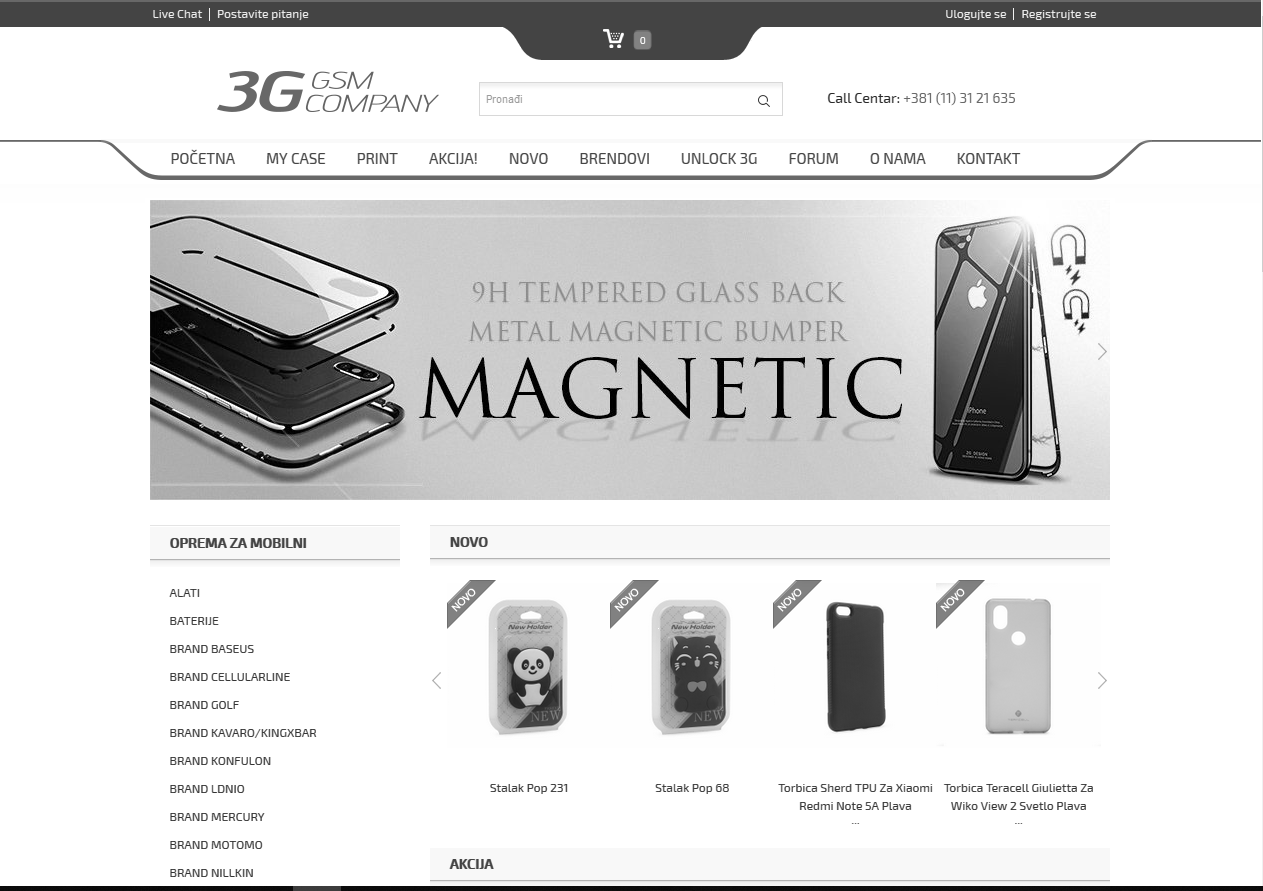 Live Chat | Postavite pitanje
Ulogujte se | Registrujte se
0
3G GSM COMPANY
Pronađi
Call Centar: +381 (11) 31 21 635
POČETNA MY CASE PRINT AKCIJA! NOVO BRENDOVI UNLOCK 3G FORUM O NAMA KONTAKT
9H TEMPERED GLASS BACK
METAL MAGNETIC BUMPER
MAGNETIC
iPhone
3G DESIGN
OPREMA ZA MOBILNI
ALATI
BATERIJE
BRAND BASEUS
BRAND CELLULARLINE
BRAND GOLF
BRAND KAVARO/KINGXBAR
BRAND KONFULON
BRAND LDNIO
BRAND MERCURY
BRAND MOTOMO
BRAND NILLKIN
NOVO
NOVO
New Holder
NEW
Stalak Pop 231
NOVO
New Holder
NEW
Stalak Pop 68
NOVO
Torbica Sherd TPU Za Xiaomi
Redmi Note 5A Plava
...
NOVO
Torbica Teracell Giulietta Za
Wiko View 2 Svetlo Plava
...
AKCIJA